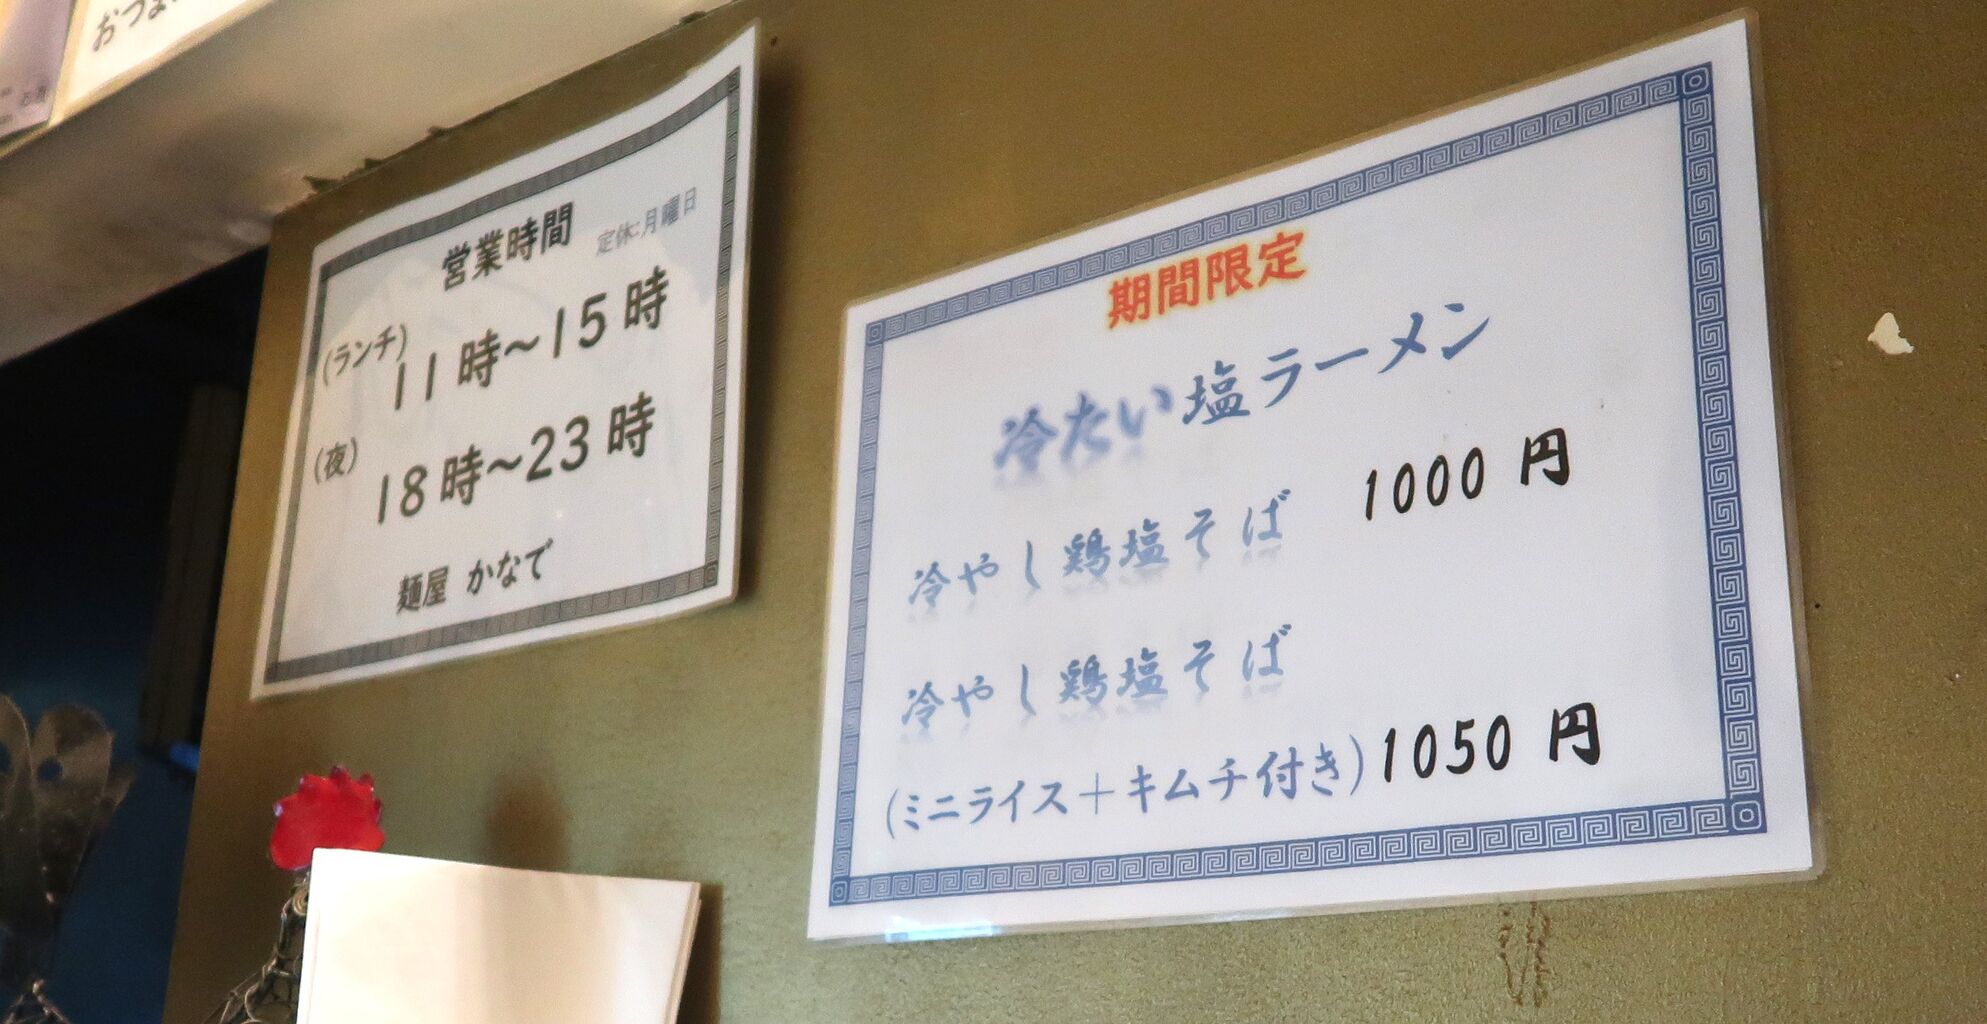 営業時間 定休:月曜日
(ランチ) 11時～15時
(夜) 18時～23時
麺屋 かなで
期間限定
冷たい塩ラーメン
冷やし鶏塩そば 1000円
冷やし鶏塩そば
(ミニライス＋キムチ付き) 1050円